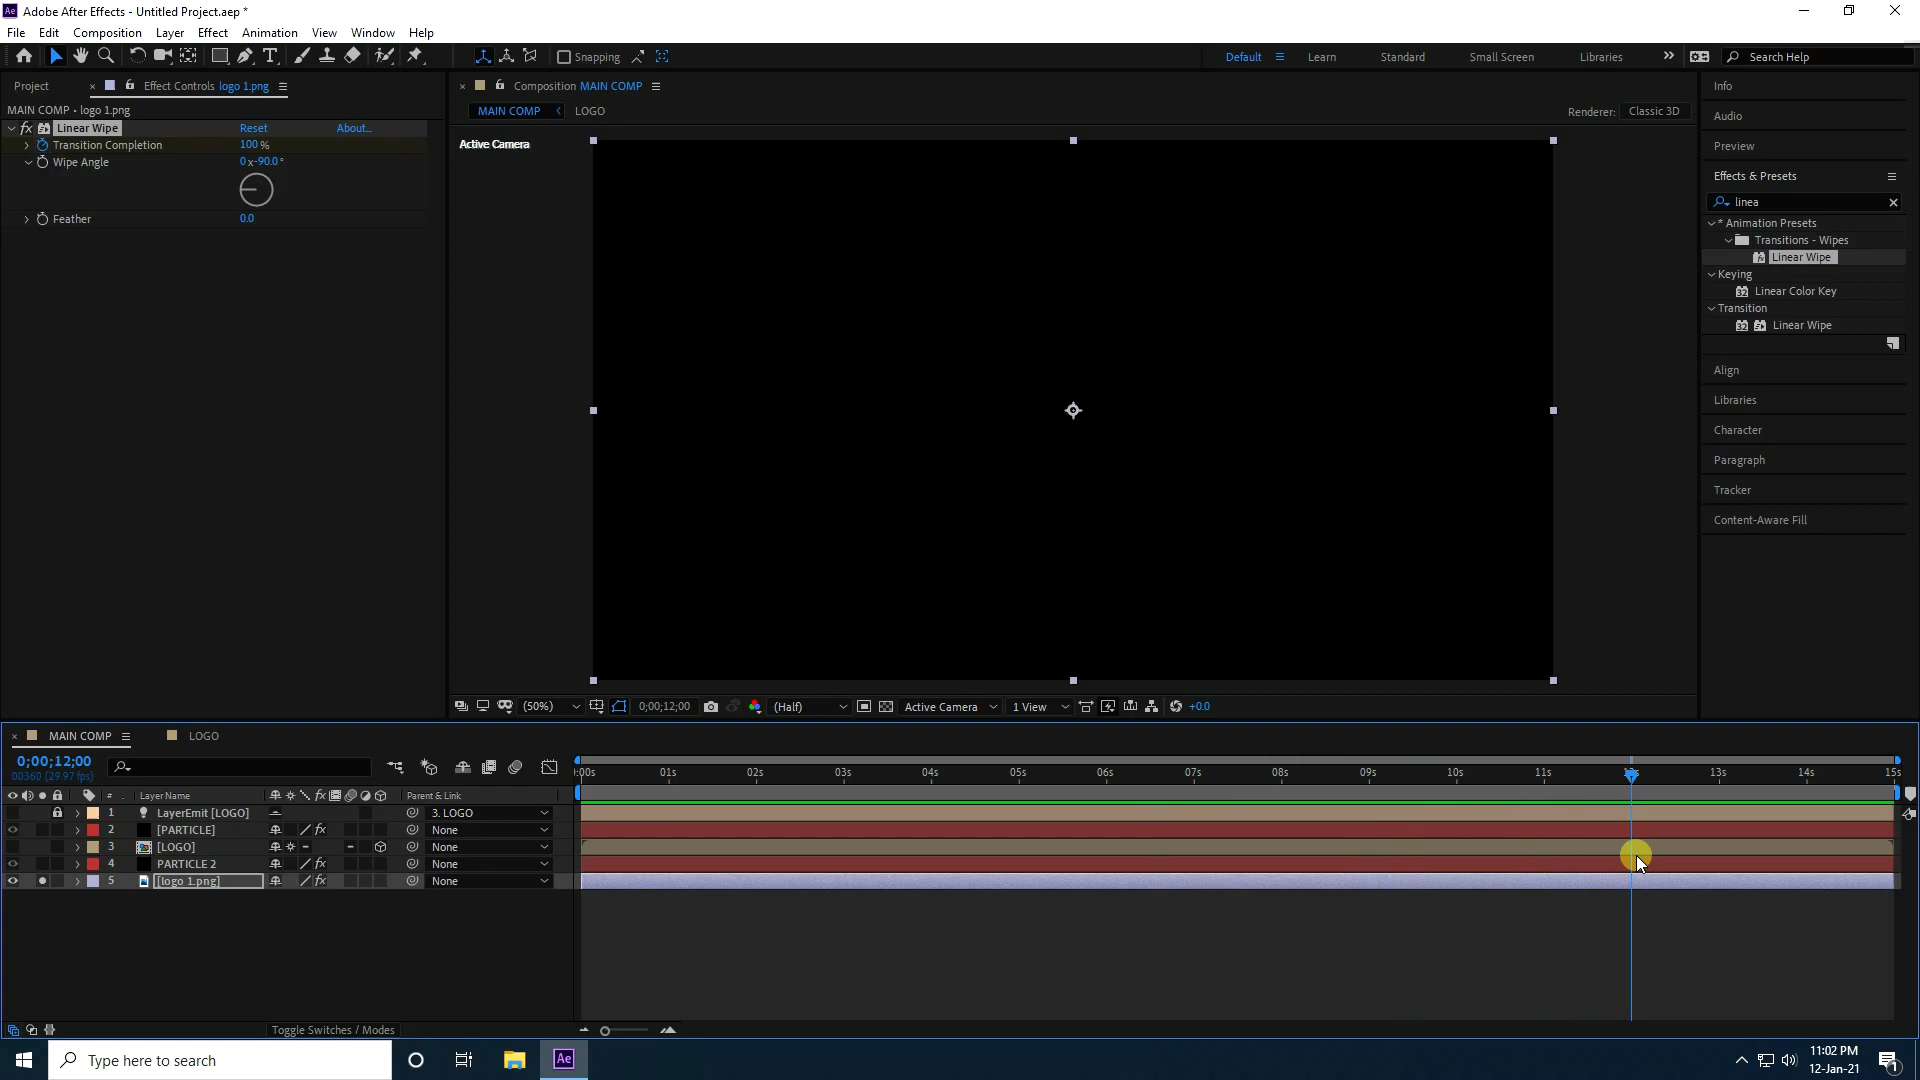 Adobe After Effects - Untitled Project.aep *
File Edit Composition Layer Effect Animation View Window Help
Snapping Default Learn Standard Small Screen Libraries Search Help
Project Effect Controls logo 1.png Composition MAIN COMP Info
MAIN COMP • logo 1.png MAIN COMP LOGO Renderer: Classic 3D
Audio
fx Linear Wipe Reset About...
Transition Completion 100 % Active Camera Preview
Wipe Angle 0 x-90.0 °
Effects & Presets
linea
Feather 0.0
* Animation Presets
Transitions - Wipes
Linear Wipe
Keying
Linear Color Key
Transition
Linear Wipe
Align
Libraries
Character
Paragraph
Tracker
Content-Aware Fill
(50%) 0;00;12;00 (Half) Active Camera 1 View +0.0
MAIN COMP LOGO
0;00;12;00
00360 (29.97 fps)
:00s 01s 02s 03s 04s 05s 06s 07s 08s 09s 10s 11s 12s 13s 14s 15s
# Layer Name fx Parent & Link
1 LayerEmit [LOGO] 3. LOGO
2 [PARTICLE] fx None
3 [LOGO] None
4 PARTICLE 2 fx None
5 [logo 1.png] fx None
Toggle Switches / Modes
Type here to search Ae 11:02 PM
12-Jan-21 1